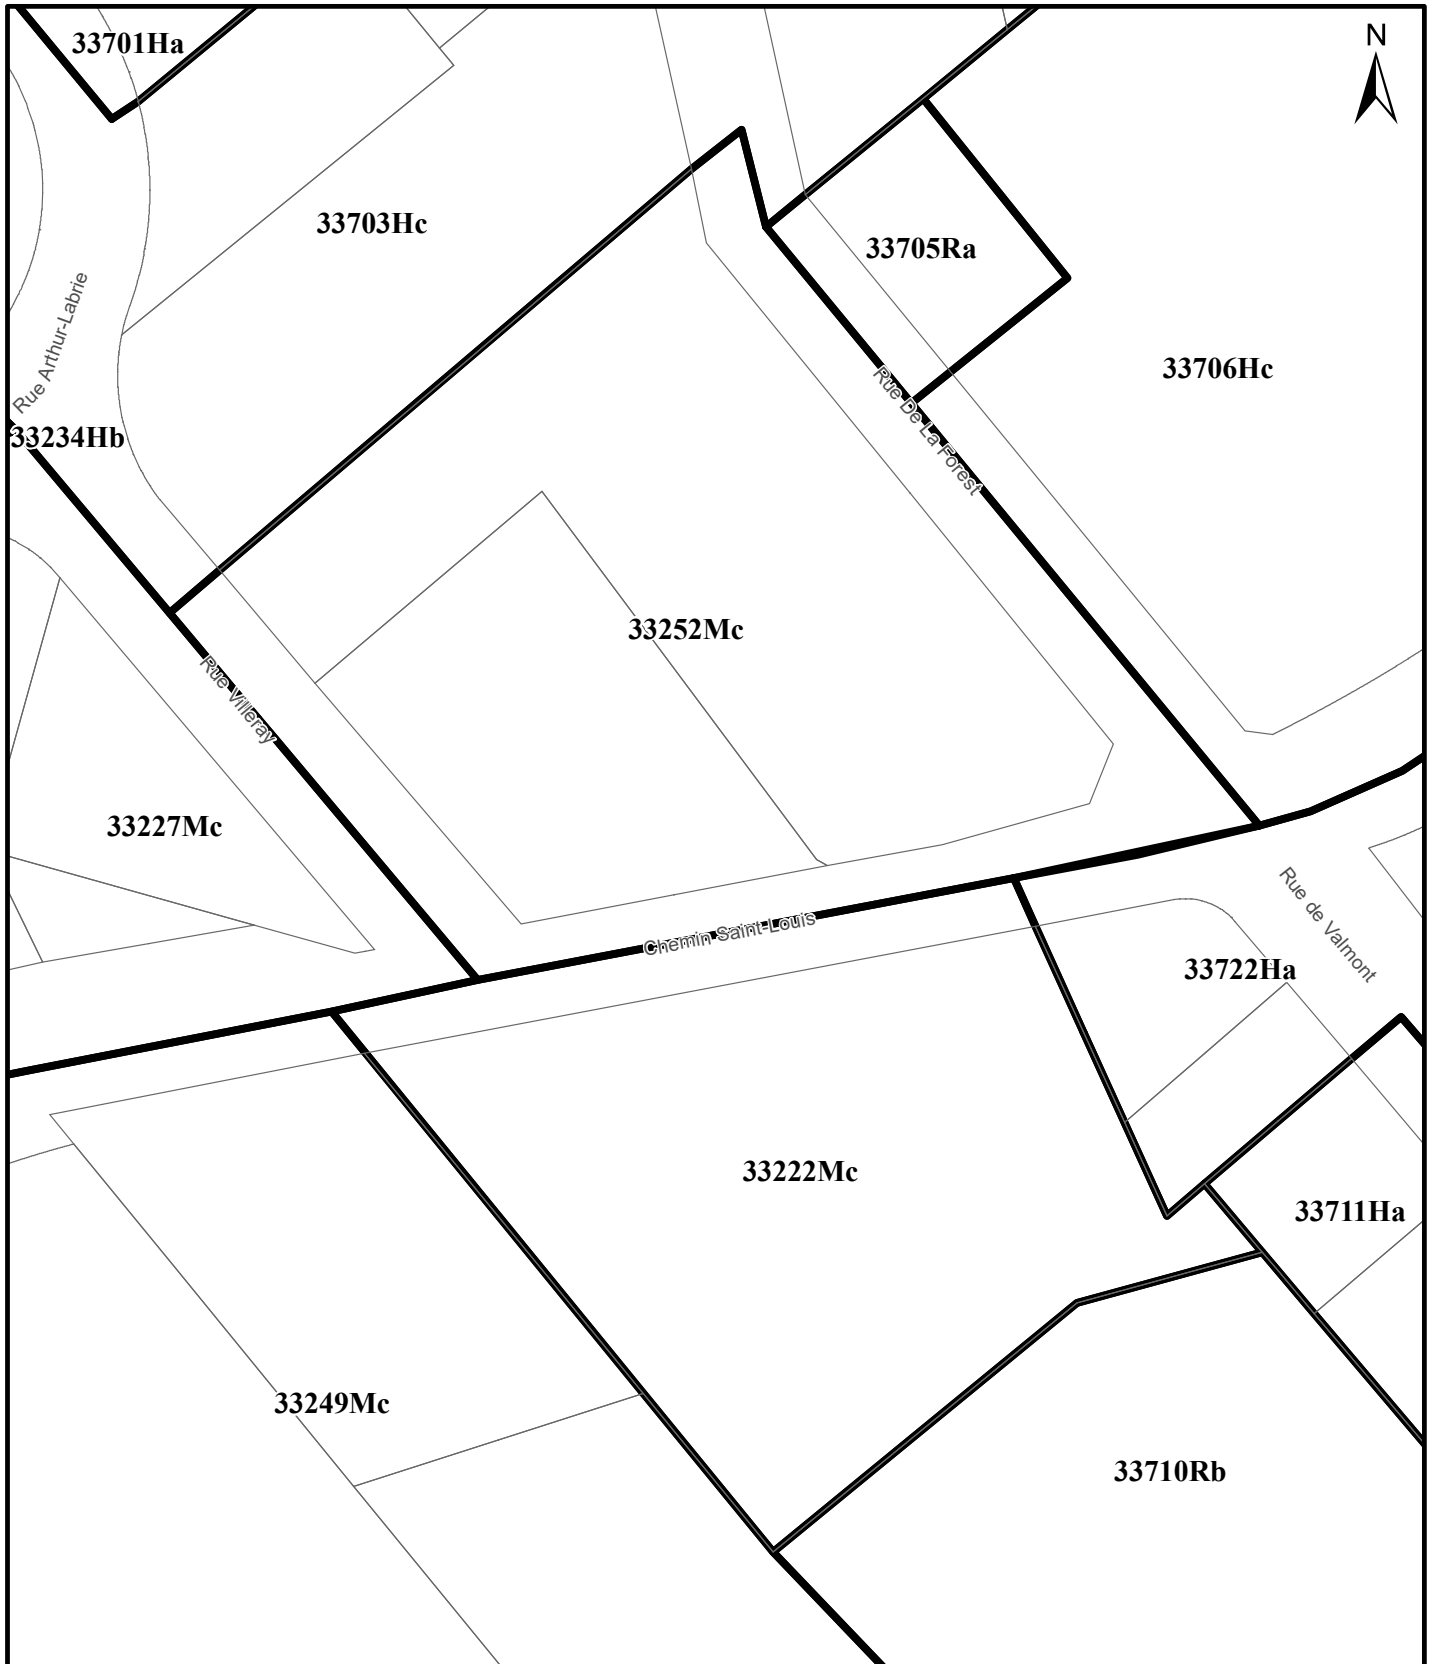 33701Ha
N
33703Hc
33705Ra
Rue Arthur-Labrie
33706Hc
33234Hb
Rue De La Forest
33252Mc
Rue Villeray
33227Mc
Chemin Saint-Louis
Rue de Valmont
33722Ha
33222Mc
33711Ha
33249Mc
33710Rb